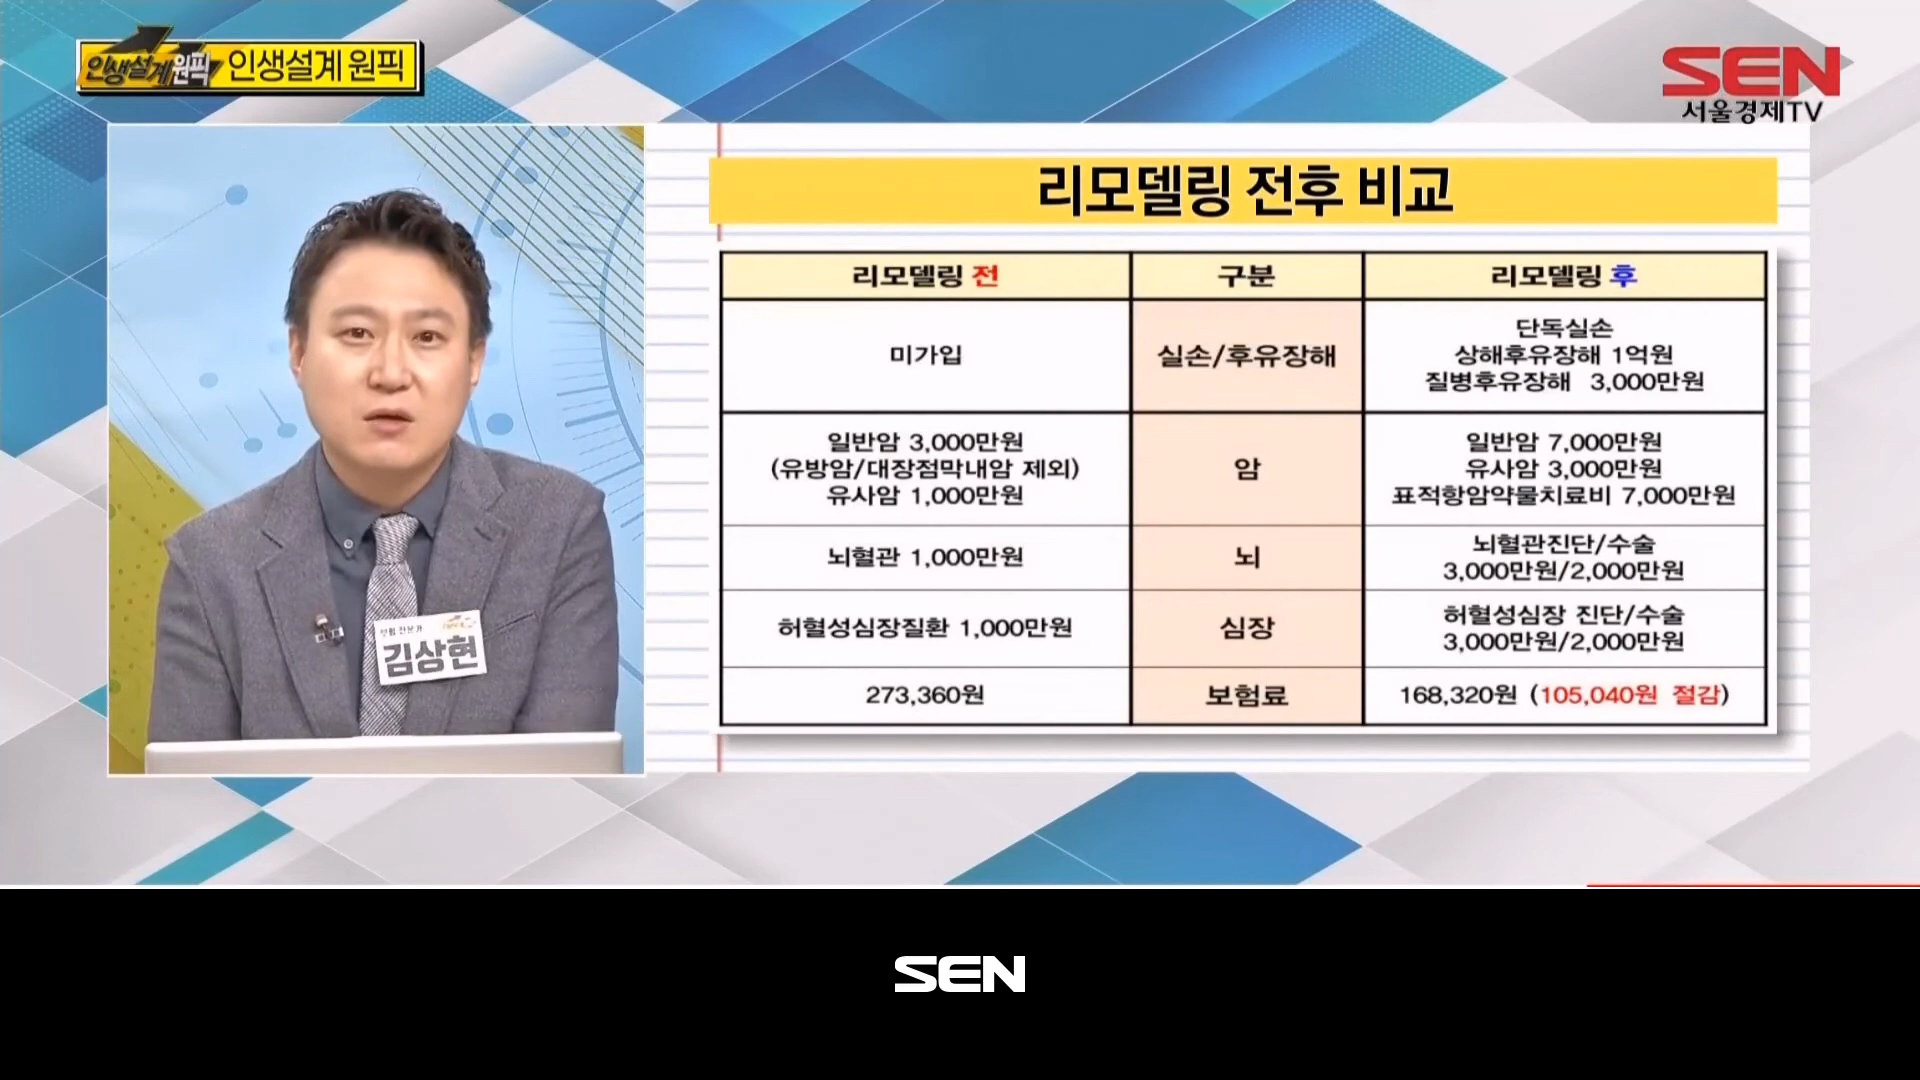 인생설계원픽 인생설계 원픽
SEN
서울경제TV
리모델링 전후 비교
리모델링 전 구분 리모델링 후
미가입 실손/후유장해 단독실손
상해후유장해 1억원
질병후유장해 3,000만원
일반암 3,000만원
(유방암/대장점막내암 제외)
유사암 1,000만원
암
일반암 7,000만원
유사암 3,000만원
표적항암약물치료비 7,000만원
뇌혈관 1,000만원 뇌 뇌혈관진단/수술
3,000만원/2,000만원
허혈성심장질환 1,000만원 심장 허혈성심장 진단/수술
3,000만원/2,000만원
273,360원 보험료 168,320원 (105,040원 절감)
보험 전문가
김상현
SEN